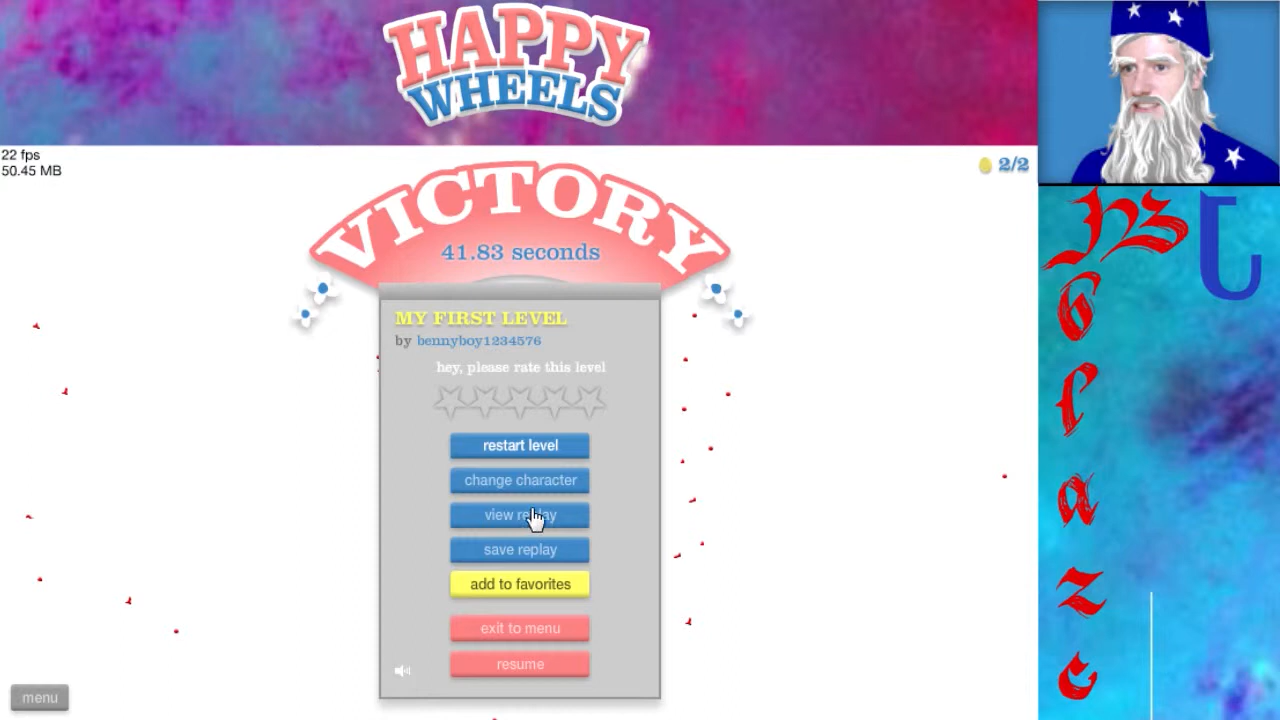 HAPPY
WHEELS
22 fps
50.45 MB
2/2
VICTORY
41.83 seconds
MY FIRST LEVEL
by bennyboy1234576
hey, please rate this level
restart level
change character
view replay
save replay
add to favorites
exit to menu
resume
menu